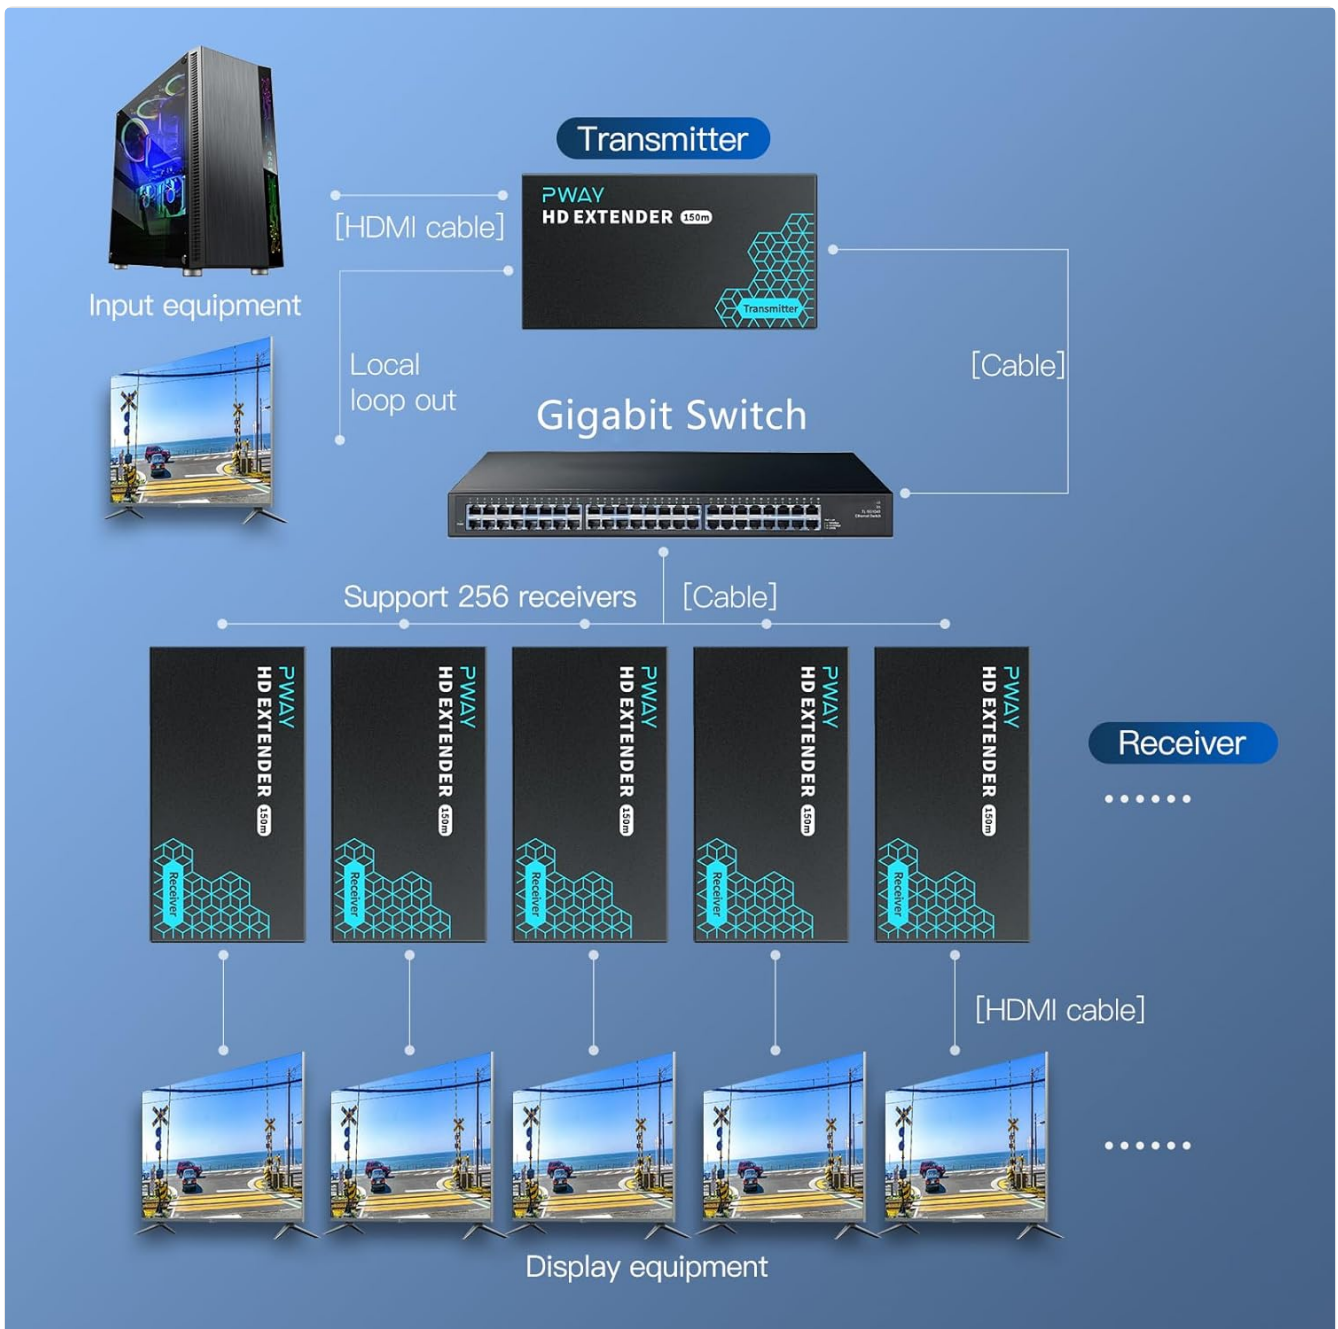 Transmitter
PWAY
HD EXTENDER 150m
[HDMI cable]
Transmitter
Input equipment
Local
loop out
[Cable]
Gigabit Switch
Support 256 receivers
[Cable]
PWAY
HD EXTENDER 150m
Receiver
PWAY
HD EXTENDER 150m
Receiver
PWAY
HD EXTENDER 150m
Receiver
PWAY
HD EXTENDER 150m
Receiver
PWAY
HD EXTENDER 150m
Receiver
Receiver
[HDMI cable]
Display equipment